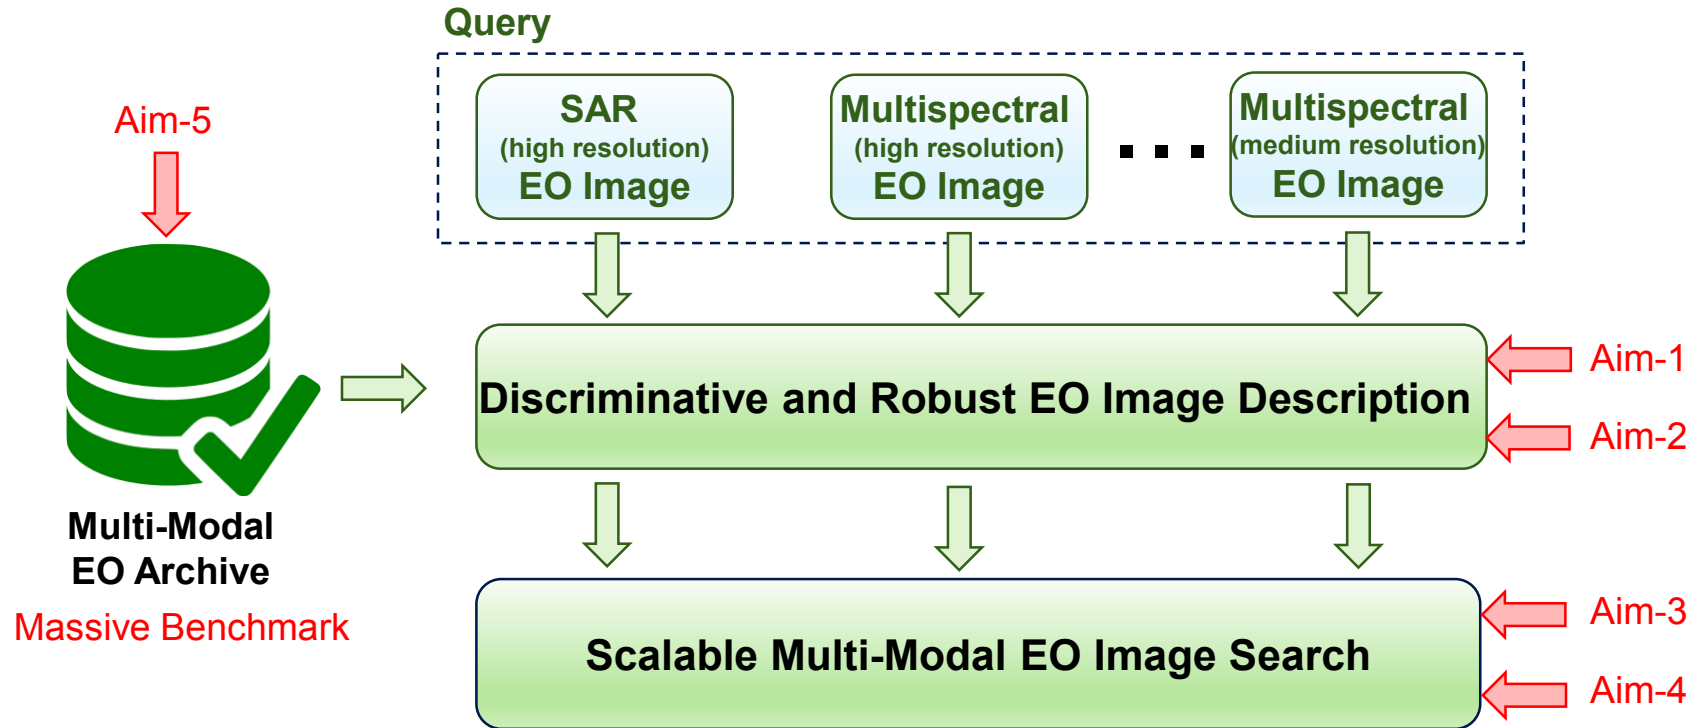 Query
SAR
(high resolution)
EO Image
Multispectral
(high resolution)
EO Image
Multispectral
(medium resolution)
EO Image
Aim-5
Multi-Modal
EO Archive
Massive Benchmark
Discriminative and Robust EO Image Description
Aim-1
Aim-2
Scalable Multi-Modal EO Image Search
Aim-3
Aim-4